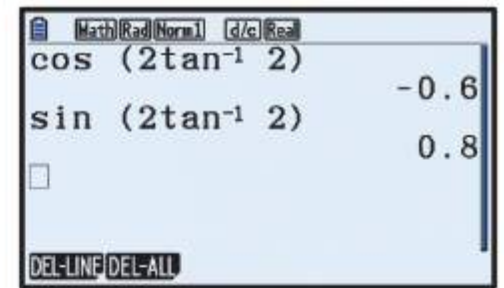 Math Rad Norm1 d/c Real
cos (2tan⁻¹ 2)
-0.6
sin (2tan⁻¹ 2)
0.8
DEL-LINE DEL-ALL